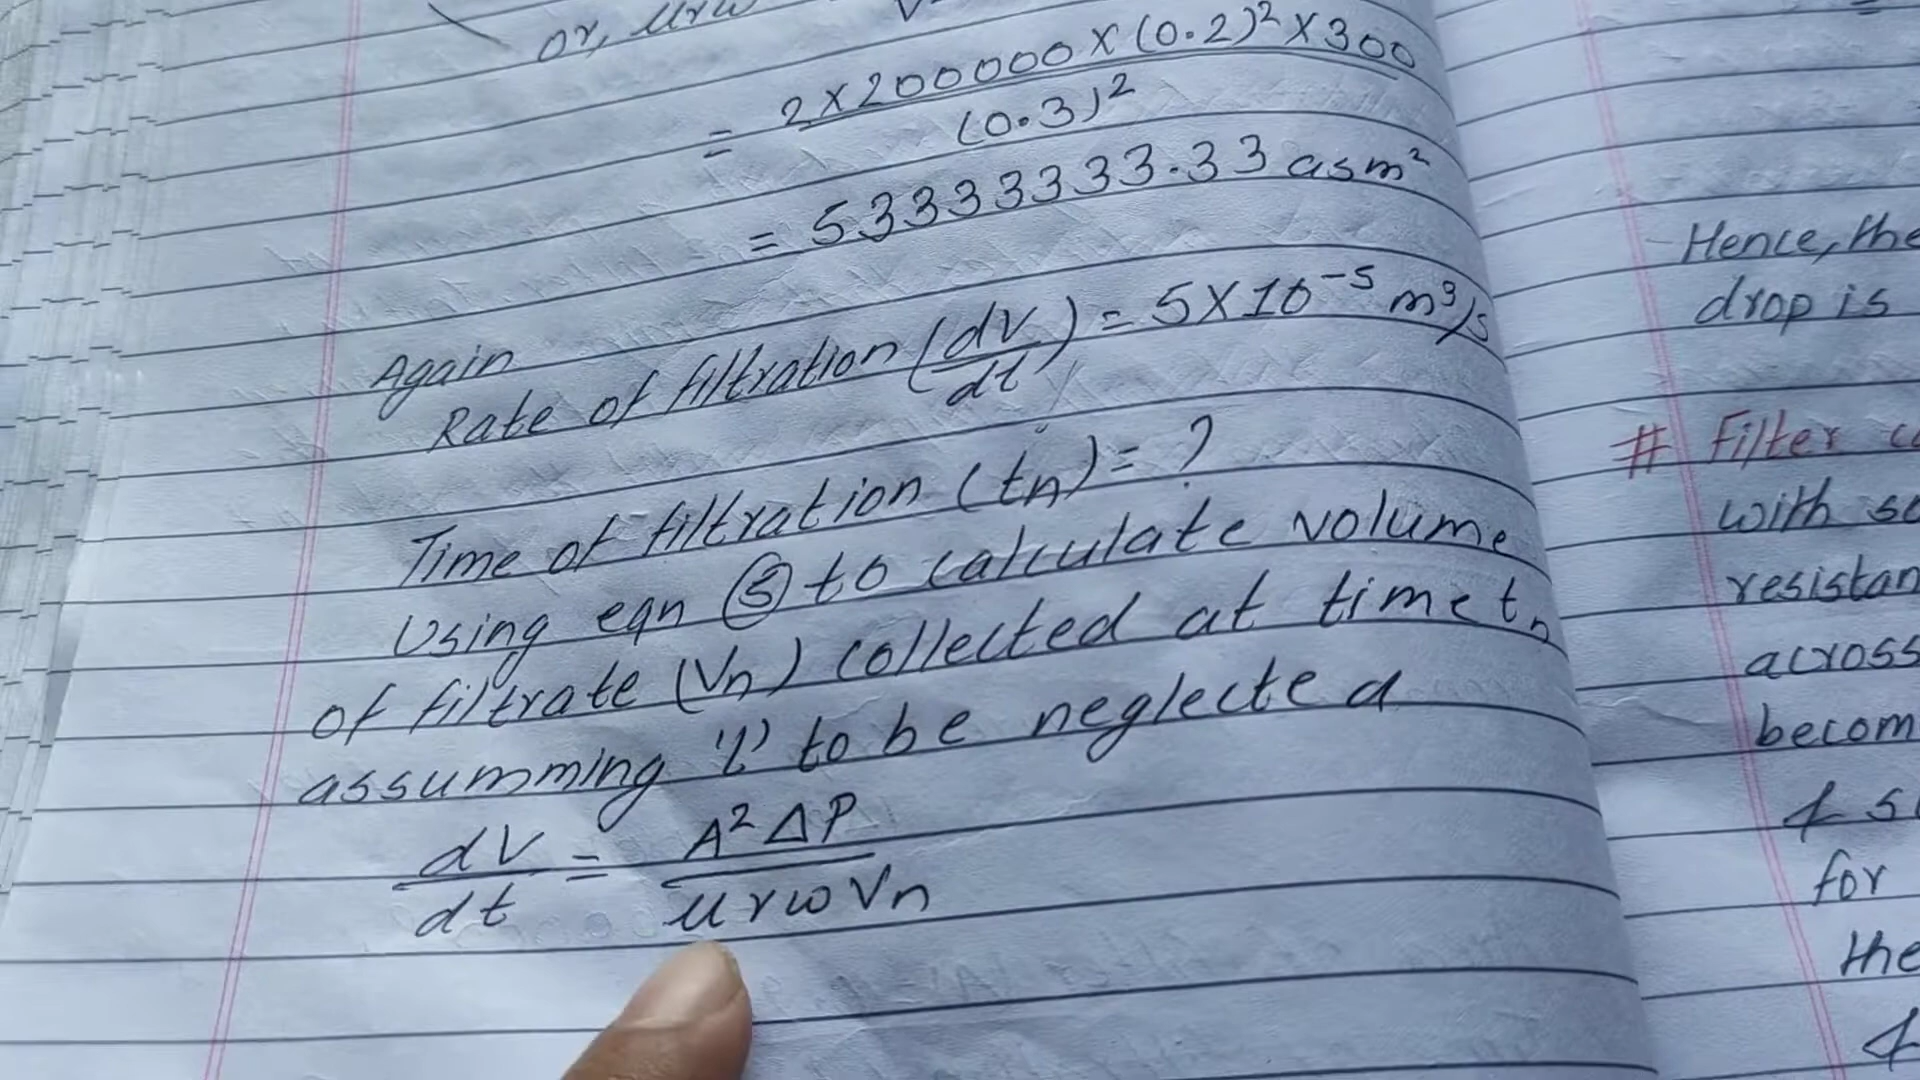 or, μrω
= 2×200000×(0.2)²×300
(0.3)²
= 53333333.33 asm²
Again
Rate of filtration (dV/dt) = 5×10⁻⁵ m³/s
Time of filtration (tn) = ?
Using eqn ⑤ to calculate volume
of filtrate (Vn) collected at time tn
assumming 'l' to be neglected
dV/dt = A²ΔP/μrωVn
Hence, the
drop is
# Filter
with
resistan
across
becom
for
the